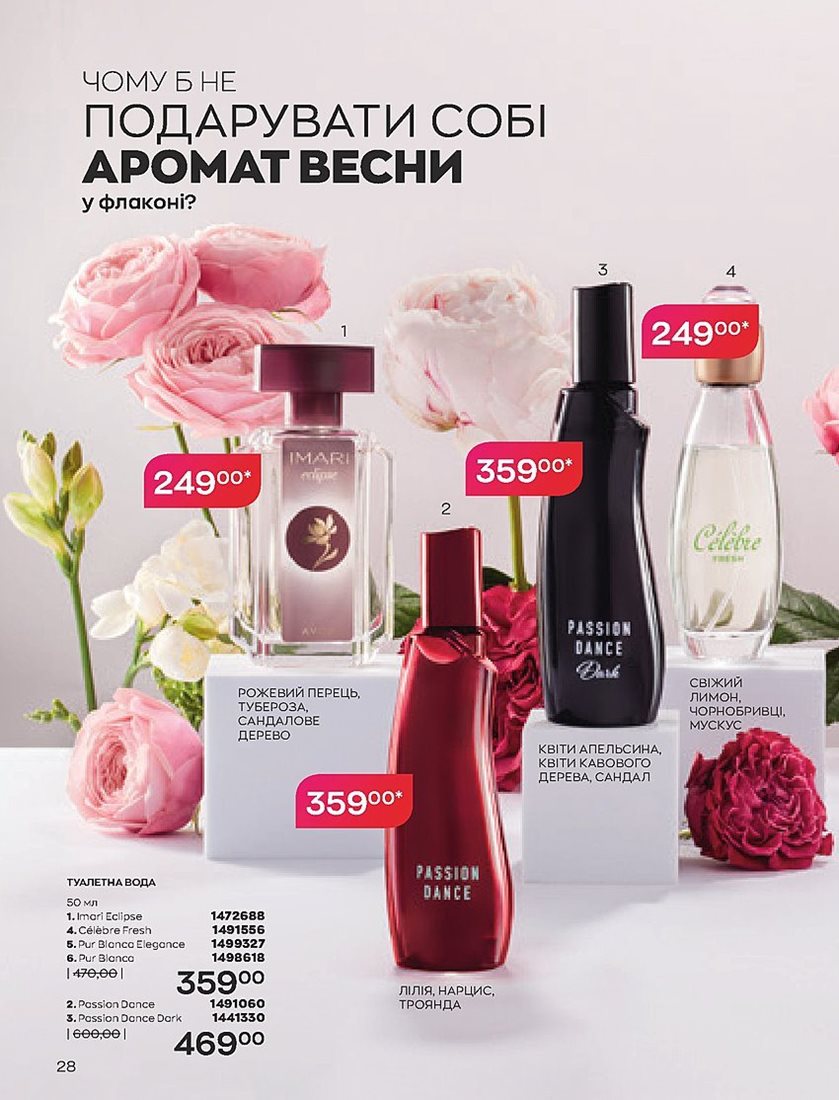 ЧОМУ Б НЕ
ПОДАРУВАТИ СОБІ
АРОМАТ ВЕСНИ
у флаконі?
3
4
249⁰⁰*
1
IMARI
eclipse
AVON
249⁰⁰*
359⁰⁰*
2
Célèbre
FRESH
PASSION
DANCE
Dark
РОЖЕВИЙ ПЕРЕЦЬ,
ТУБЕРОЗА,
САНДАЛОВЕ
ДЕРЕВО
СВІЖИЙ
ЛИМОН,
ЧОРНОБРИВЦІ,
МУСКУС
КВІТИ АПЕЛЬСИНА,
КВІТИ КАВОВОГО
ДЕРЕВА, САНДАЛ
359⁰⁰*
PASSION
DANCE
ЛІЛІЯ, НАРЦИС,
ТРОЯНДА
ТУАЛЕТНА ВОДА
50 мл
1. Imari Eclipse 1472688
4. Célèbre Fresh 1491556
5. Pur Blanca Elegance 1499327
6. Pur Blanca 1498618
| 470,00 | 359⁰⁰
2. Passion Dance 1491060
3. Passion Dance Dark 1441330
| 600,00 | 469⁰⁰
28